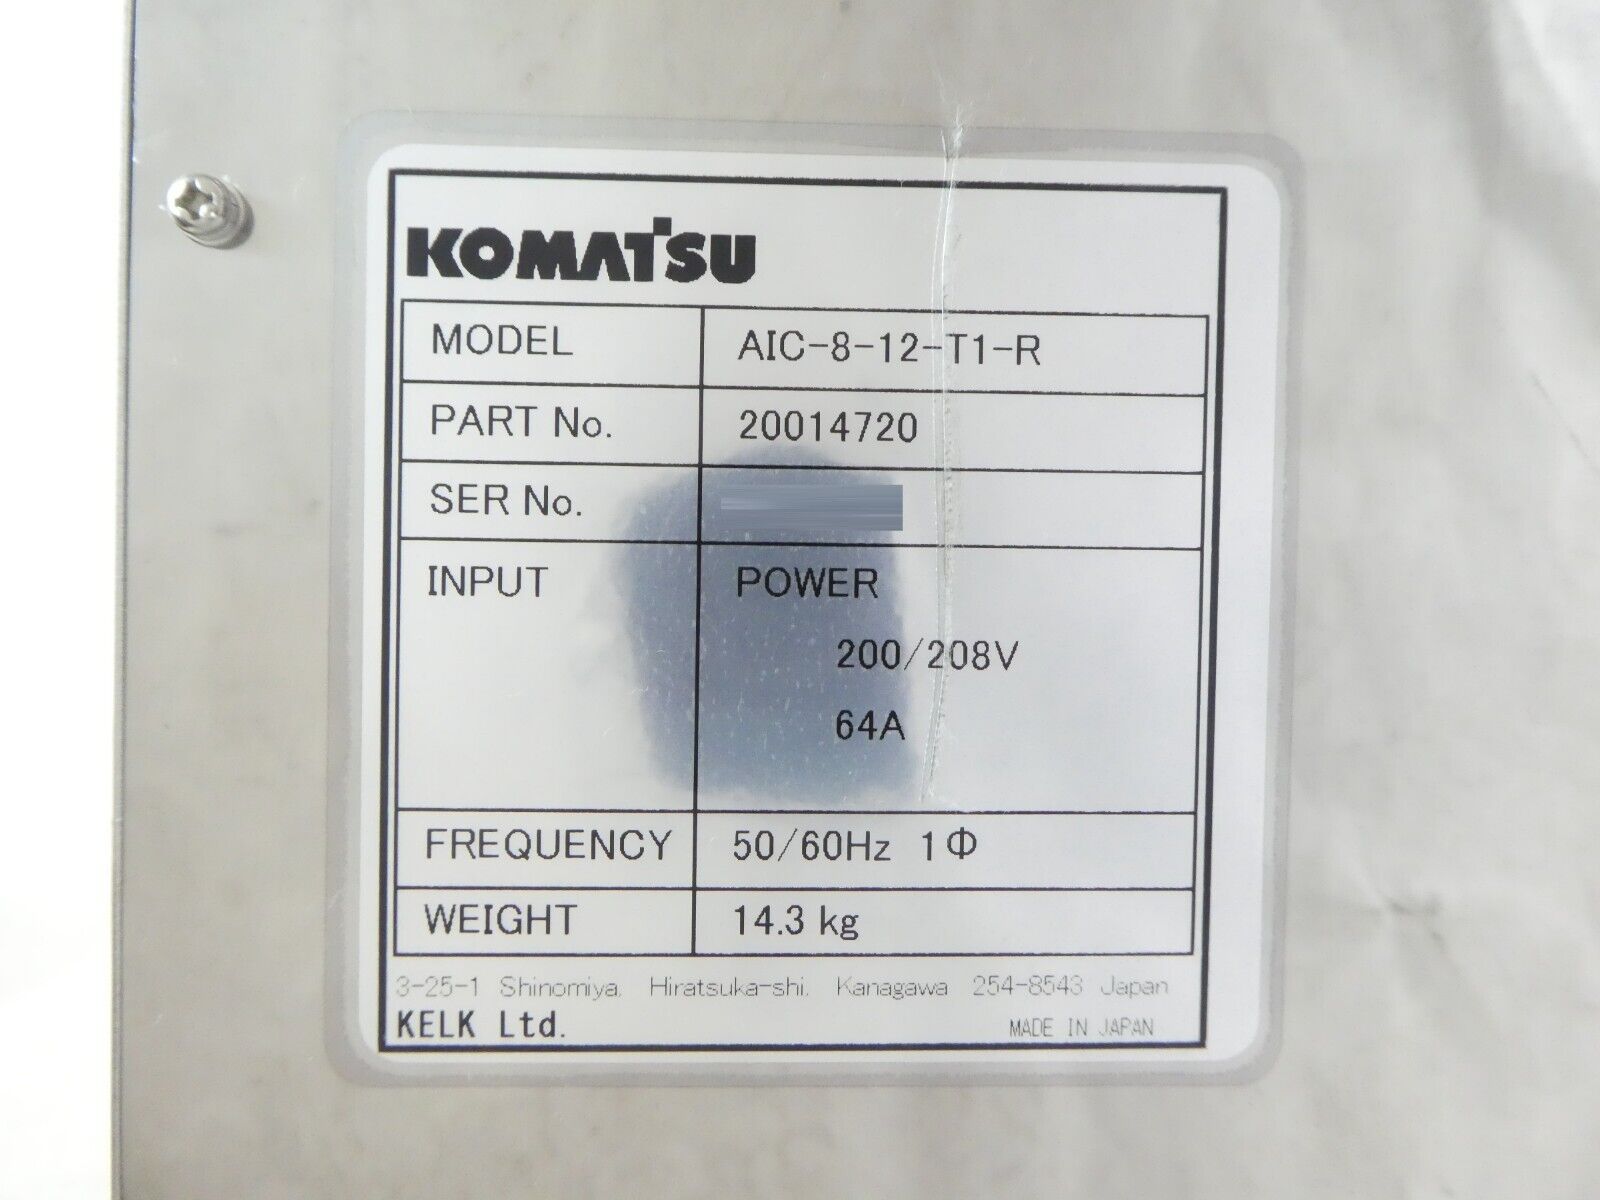 KOMATSU
MODEL AIC-8-12-T1-R
PART No. 20014720
SER No.
INPUT POWER
200/208V
64A
FREQUENCY 50/60Hz 1Φ
WEIGHT 14.3 kg
3-25-1 Shinomiya, Hiratsuka-shi, Kanagawa 254-8543 Japan
KELK Ltd. MADE IN JAPAN